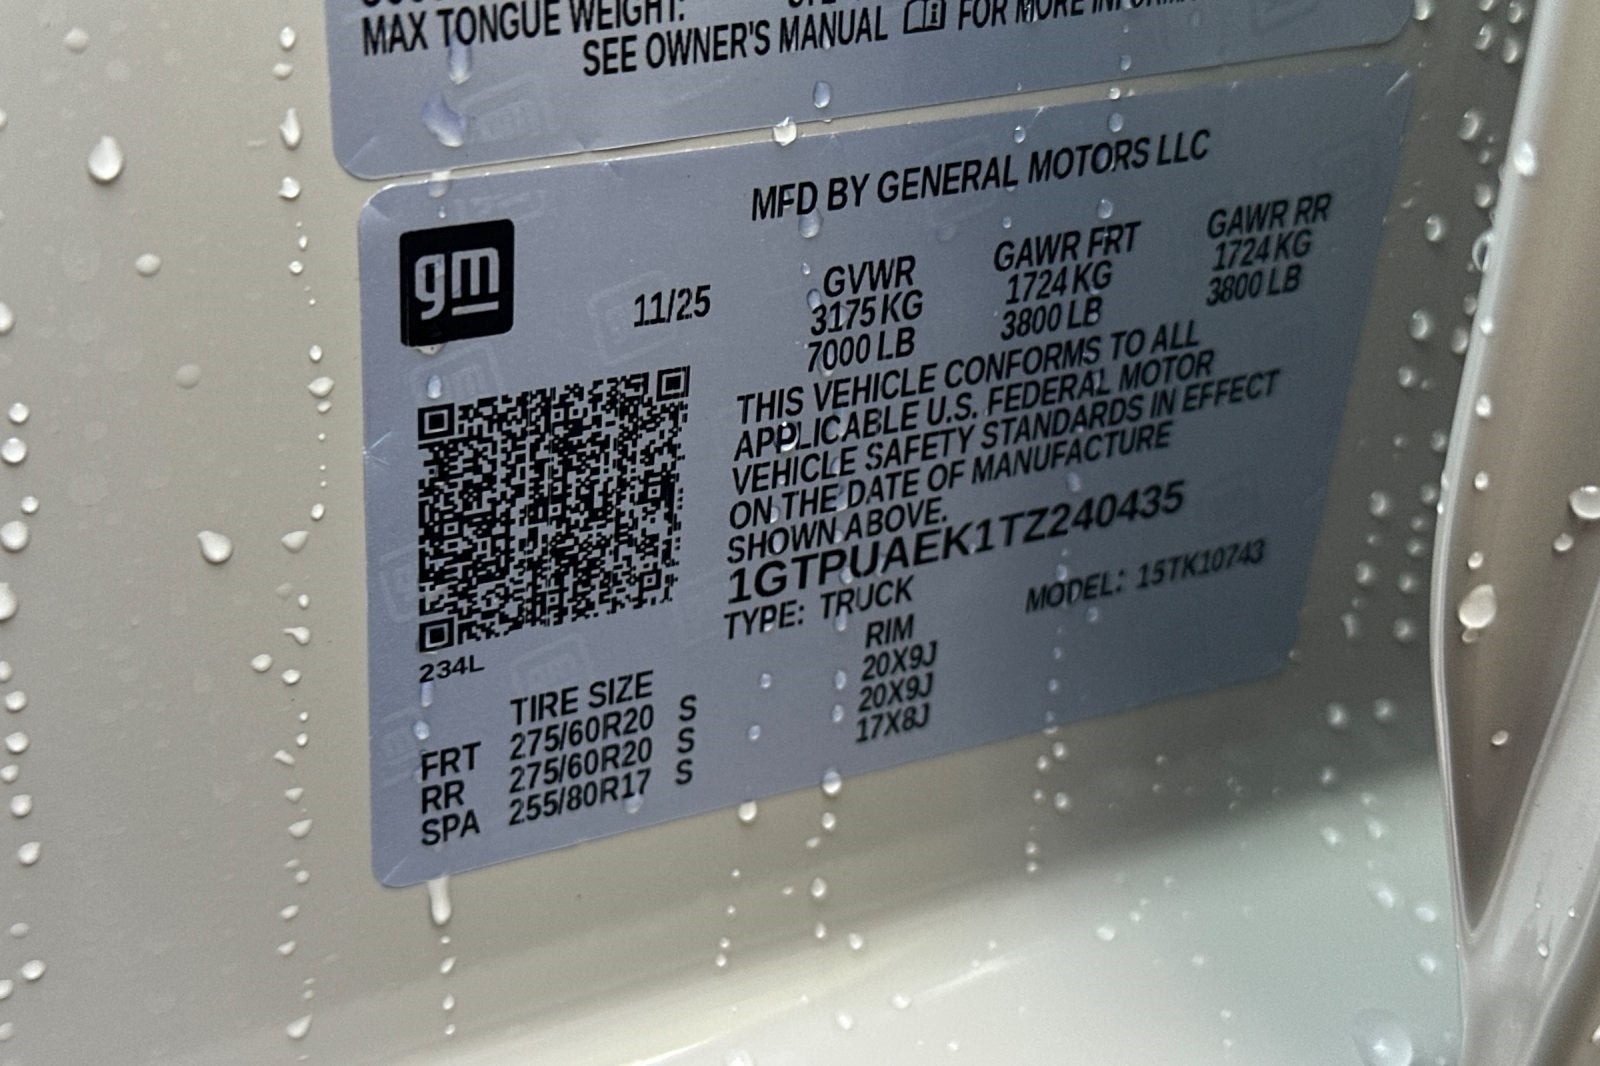 MAX TONGUE WEIGHT:
SEE OWNER'S MANUAL FOR MORE
MFD BY GENERAL MOTORS LLC
gm
11/25
GVWR GAWR FRT GAWR RR
3175 KG 1724 KG 1724 KG
7000 LB 3800 LB 3800 LB
THIS VEHICLE CONFORMS TO ALL
APPLICABLE U.S. FEDERAL MOTOR
VEHICLE SAFETY STANDARDS IN EFFECT
ON THE DATE OF MANUFACTURE
SHOWN ABOVE.
1GTPUAEK1TZ240435
TYPE: TRUCK MODEL: 15TK10743
234L
TIRE SIZE RIM
FRT 275/60R20 S 20X9J
RR 275/60R20 S 20X9J
SPA 255/80R17 S 17X8J